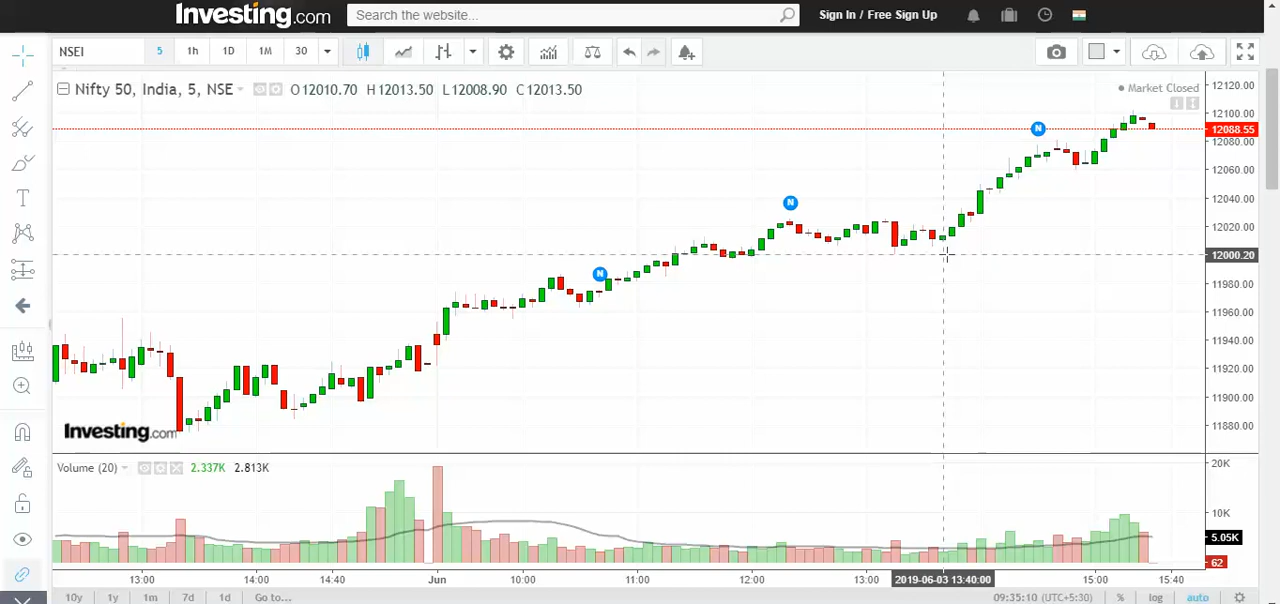 Investing.com Search the website... Sign In / Free Sign Up
NSEI 5 1h 1D 1M 30
Nifty 50, India, 5, NSE O12010.70 H12013.50 L12008.90 C12013.50
Market Closed
12120.00
12100.00
12088.55
12080.00
12060.00
12040.00
12020.00
12000.20
11980.00
11960.00
11940.00
11920.00
11900.00
11880.00
N
N
N
Investing.com
Volume (20) 2.337K 2.813K
20K
10K
5.05K
62
13:00 14:00 14:40 Jun 10:00 11:00 12:00 13:00 2019-06-03 13:40:00 15:00 15:40
10y 1y 1m 7d 1d Go to... 09:35:10 (UTC+5:30) % log auto